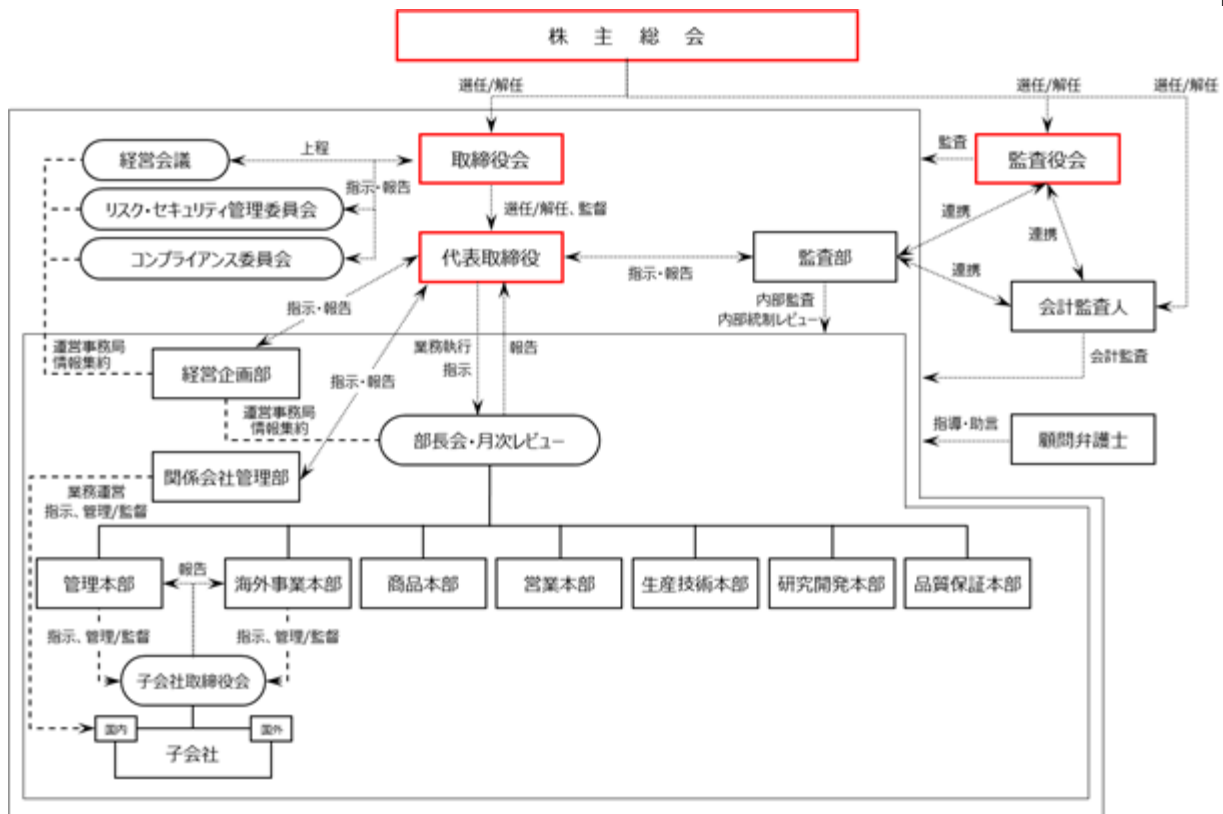 株 主 総 会
選任/解任
選任/解任
選任/解任
経営会議
上程
取締役会
監査
監査役会
指示・報告
リスク・セキュリティ管理委員会
選任/解任、監督
連携
連携
コンプライアンス委員会
代表取締役
指示・報告
監査部
連携
指示・報告
内部監査
内部統制レビュー
会計監査人
運営事務局
情報集約
経営企画部
業務執行
指示
報告
会計監査
指示・報告
運営事務局
情報集約
部長会・月次レビュー
指導・助言
顧問弁護士
関係会社管理部
業務運営
指示、管理/監督
管理本部
報告
海外事業本部
商品本部
営業本部
生産技術本部
研究開発本部
品質保証本部
指示、管理/監督
指示、管理/監督
子会社取締役会
国内
国外
子会社